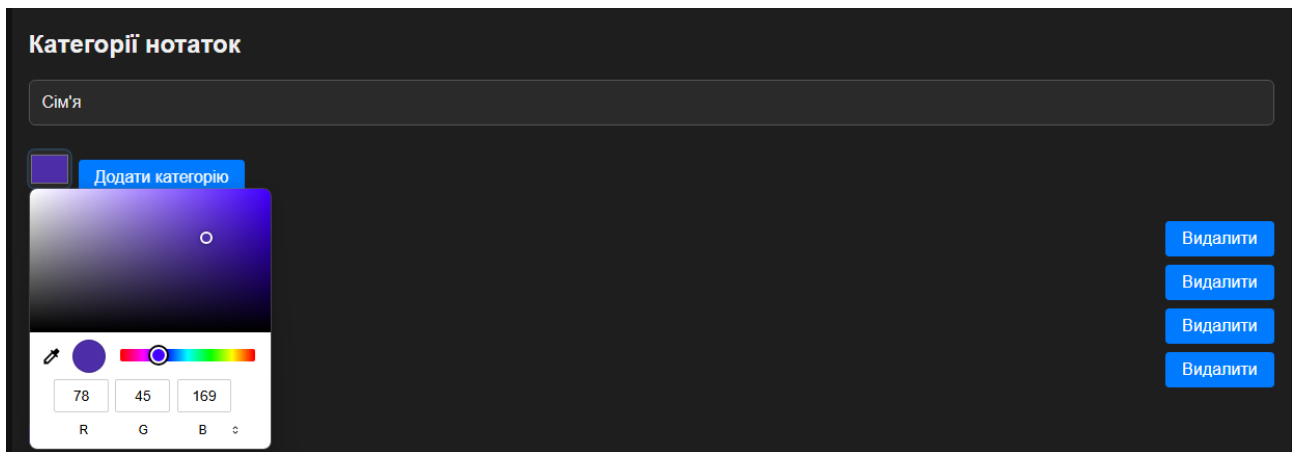 Категорії нотаток
Сім'я
Додати категорію
Видалити
Видалити
Видалити
Видалити
78 45 169
R G B